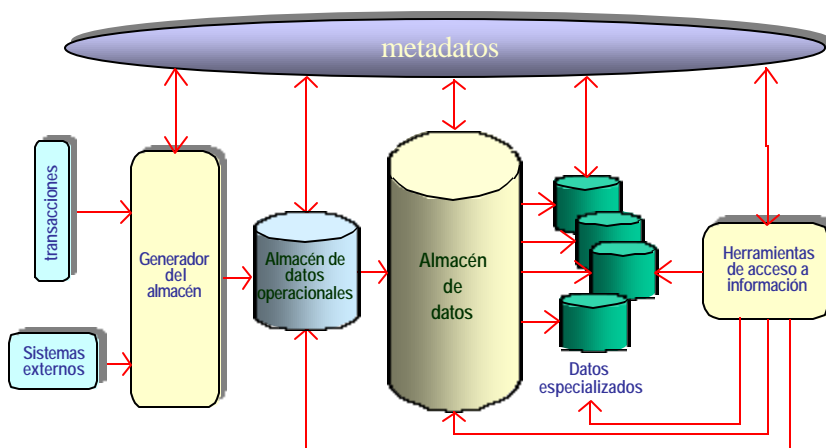 metadatos
transacciones
Sistemas
externos
Generador
del
almacén
Almacén de
datos
operacionales
Almacén
de
datos
Datos
especializados
Herramientas
de acceso a
información